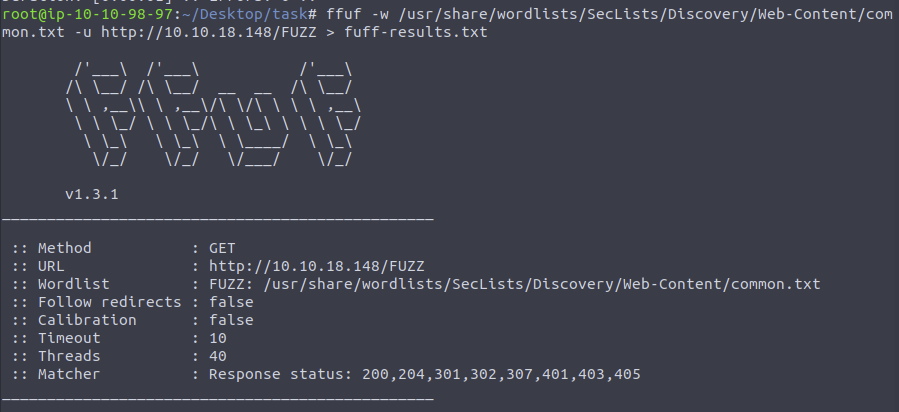 root@ip-10-10-98-97:~/Desktop/task# ffuf -w /usr/share/wordlists/SecLists/Discovery/Web-Content/com
mon.txt -u http://10.10.18.148/FUZZ > fuff-results.txt
        /'___\  /'___\           /'___\
       /\ \__/ /\ \__/  __  __  /\ \__/
       \ \ ,__\\ \ ,__\/\ \/\ \ \ \ ,__\
        \ \ \_/ \ \ \_/\ \ \_\ \ \ \ \_/
         \ \_\   \ \_\  \ \____/  \ \_\
          \/_/    \/_/   \/___/    \/_/
       v1.3.1
________________________________________________
 :: Method           : GET
 :: URL              : http://10.10.18.148/FUZZ
 :: Wordlist         : FUZZ: /usr/share/wordlists/SecLists/Discovery/Web-Content/common.txt
 :: Follow redirects : false
 :: Calibration      : false
 :: Timeout          : 10
 :: Threads          : 40
 :: Matcher          : Response status: 200,204,301,302,307,401,403,405
________________________________________________